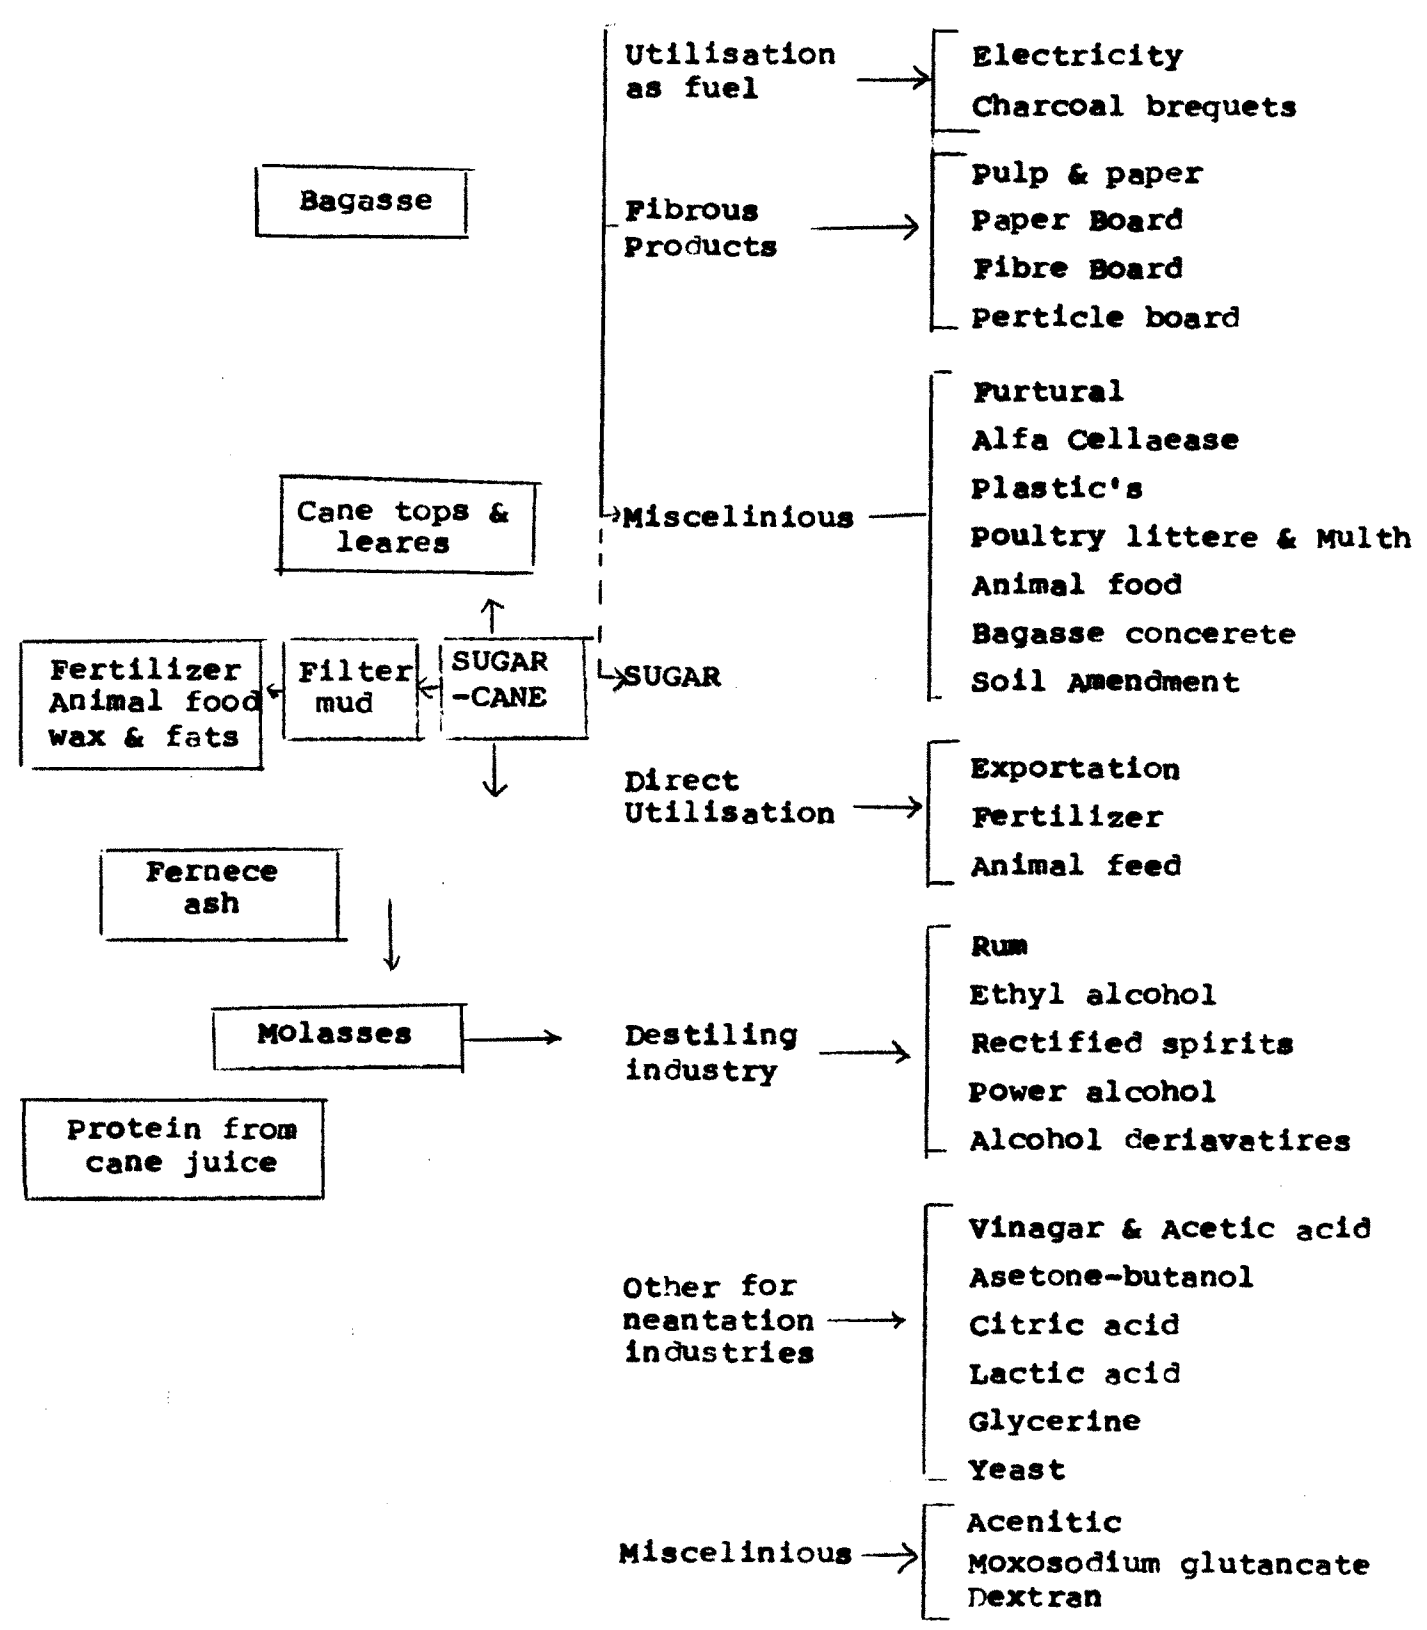 Utilisation
as fuel
Electricity
Charcoal brequets
Bagasse
Fibrous
Products
Pulp & paper
Paper Board
Fibre Board
Perticle board
Cane tops &
leares
Miscelinious
Furtural
Alfa Cellaease
Plastic's
Poultry littere & Multh
Animal food
Bagasse concerete
Soil Amendment
Fertilizer
Animal food
wax & fats
Filter
mud
SUGAR
-CANE
SUGAR
Direct
Utilisation
Exportation
Fertilizer
Animal feed
Fernece
ash
Molasses
Destiling
industry
Rum
Ethyl alcohol
Rectified spirits
Power alcohol
Alcohol deriavatires
Protein from
cane juice
Other for
neantation
industries
Vinagar & Acetic acid
Asetone-butanol
Citric acid
Lactic acid
Glycerine
Yeast
Miscelinious
Acenitic
Moxosodium glutancate
Dextran